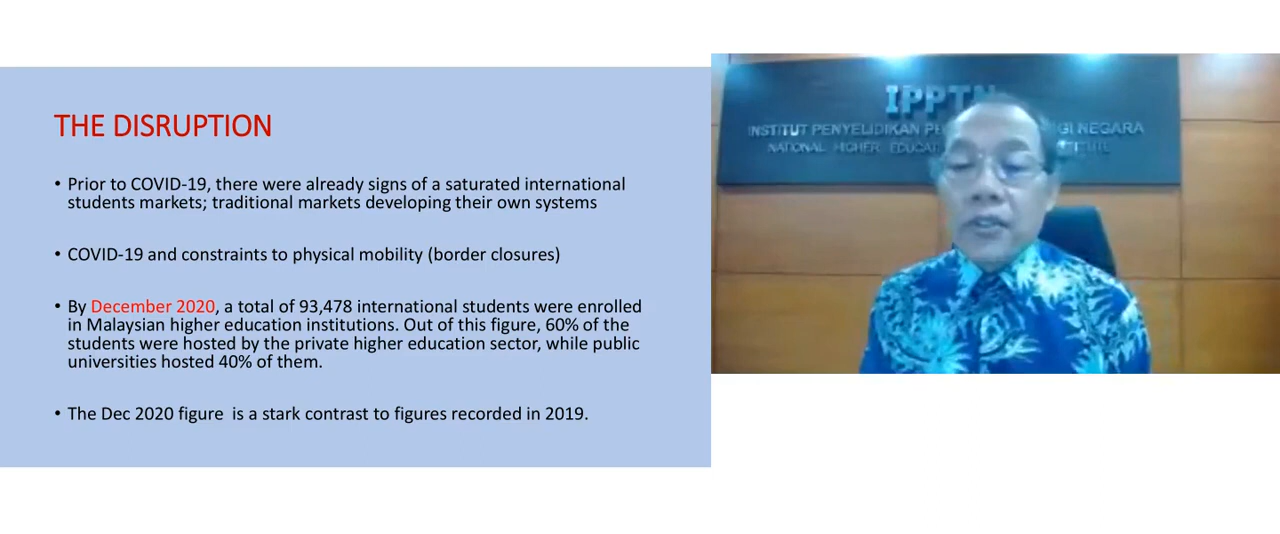 THE DISRUPTION
• Prior to COVID-19, there were already signs of a saturated international
students markets; traditional markets developing their own systems
• COVID-19 and constraints to physical mobility (border closures)
• By December 2020, a total of 93,478 international students were enrolled
in Malaysian higher education institutions. Out of this figure, 60% of the
students were hosted by the private higher education sector, while public
universities hosted 40% of them.
• The Dec 2020 figure  is a stark contrast to figures recorded in 2019.
IPPTN
INSTITUT PENYELIDIKAN NEGARA
NATIONAL HIGHER